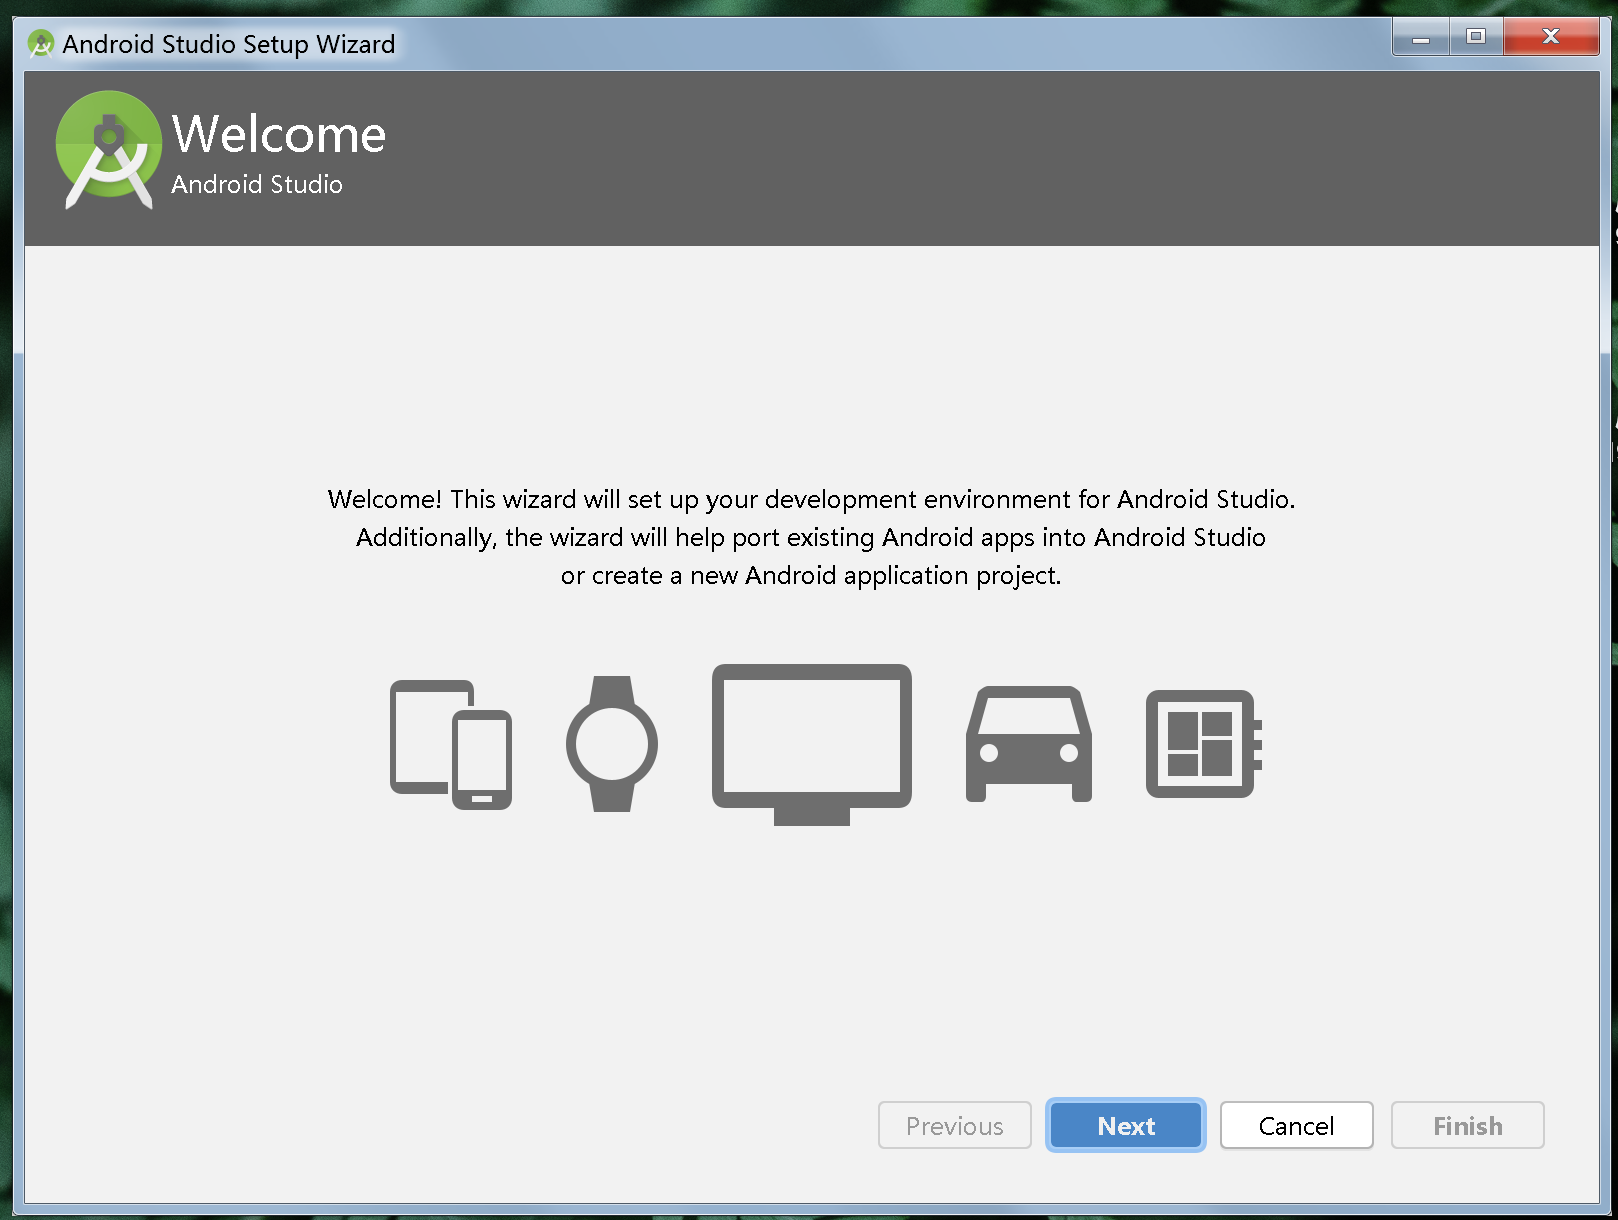 Android Studio Setup Wizard
Welcome
Android Studio
Welcome! This wizard will set up your development environment for Android Studio.
Additionally, the wizard will help port existing Android apps into Android Studio
or create a new Android application project.
Previous
Next
Cancel
Finish